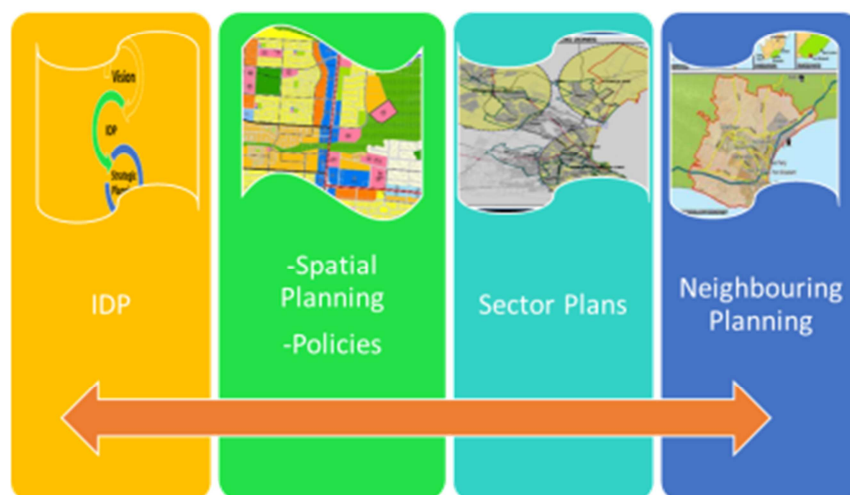 Vision
IDP
Strategic
IDP
-Spatial
Planning
-Policies
Sector Plans
Neighbouring
Planning